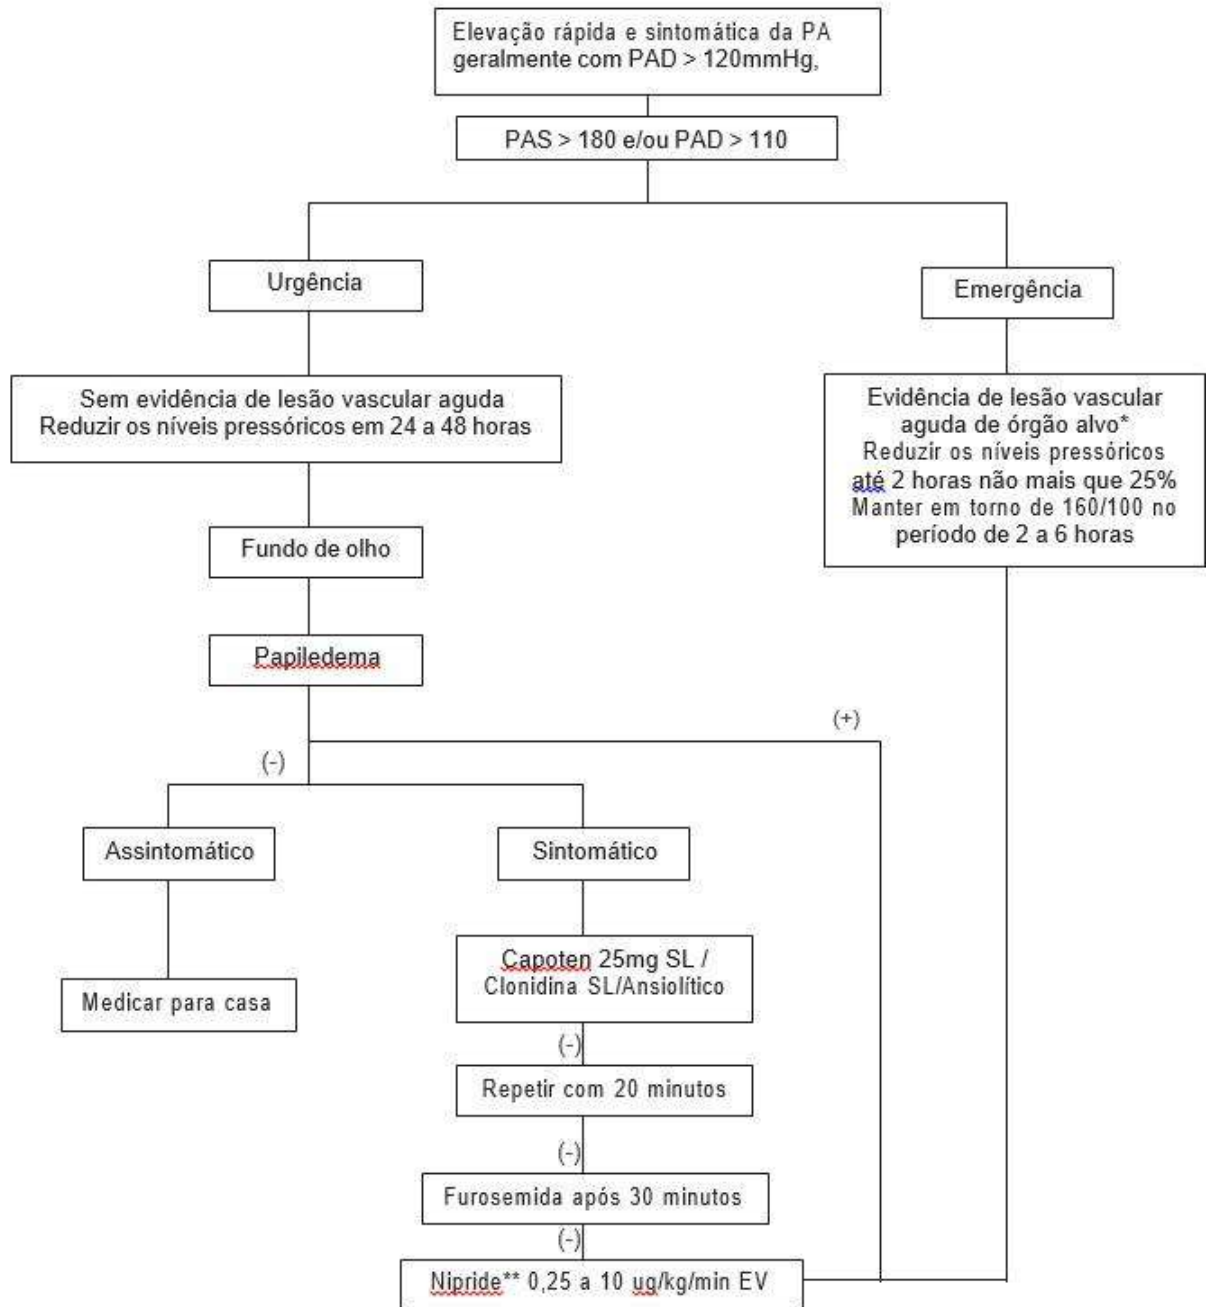 Elevação rápida e sintomática da PA
geralmente com PAD > 120mmHg,
PAS > 180 e/ou PAD > 110
Urgência
Emergência
Sem evidência de lesão vascular aguda
Reduzir os níveis pressóricos em 24 a 48 horas
Evidência de lesão vascular
aguda de órgão alvo*
Reduzir os níveis pressóricos
até 2 horas não mais que 25%
Manter em torno de 160/100 no
período de 2 a 6 horas
Fundo de olho
Papiledema
(+)
(-)
Assintomático
Sintomático
Capoten 25mg SL /
Clonidina SL/Ansiolítico
Medicar para casa
(-)
Repetir com 20 minutos
(-)
Furosemida após 30 minutos
(-)
Nipride** 0,25 a 10 ug/kg/min EV